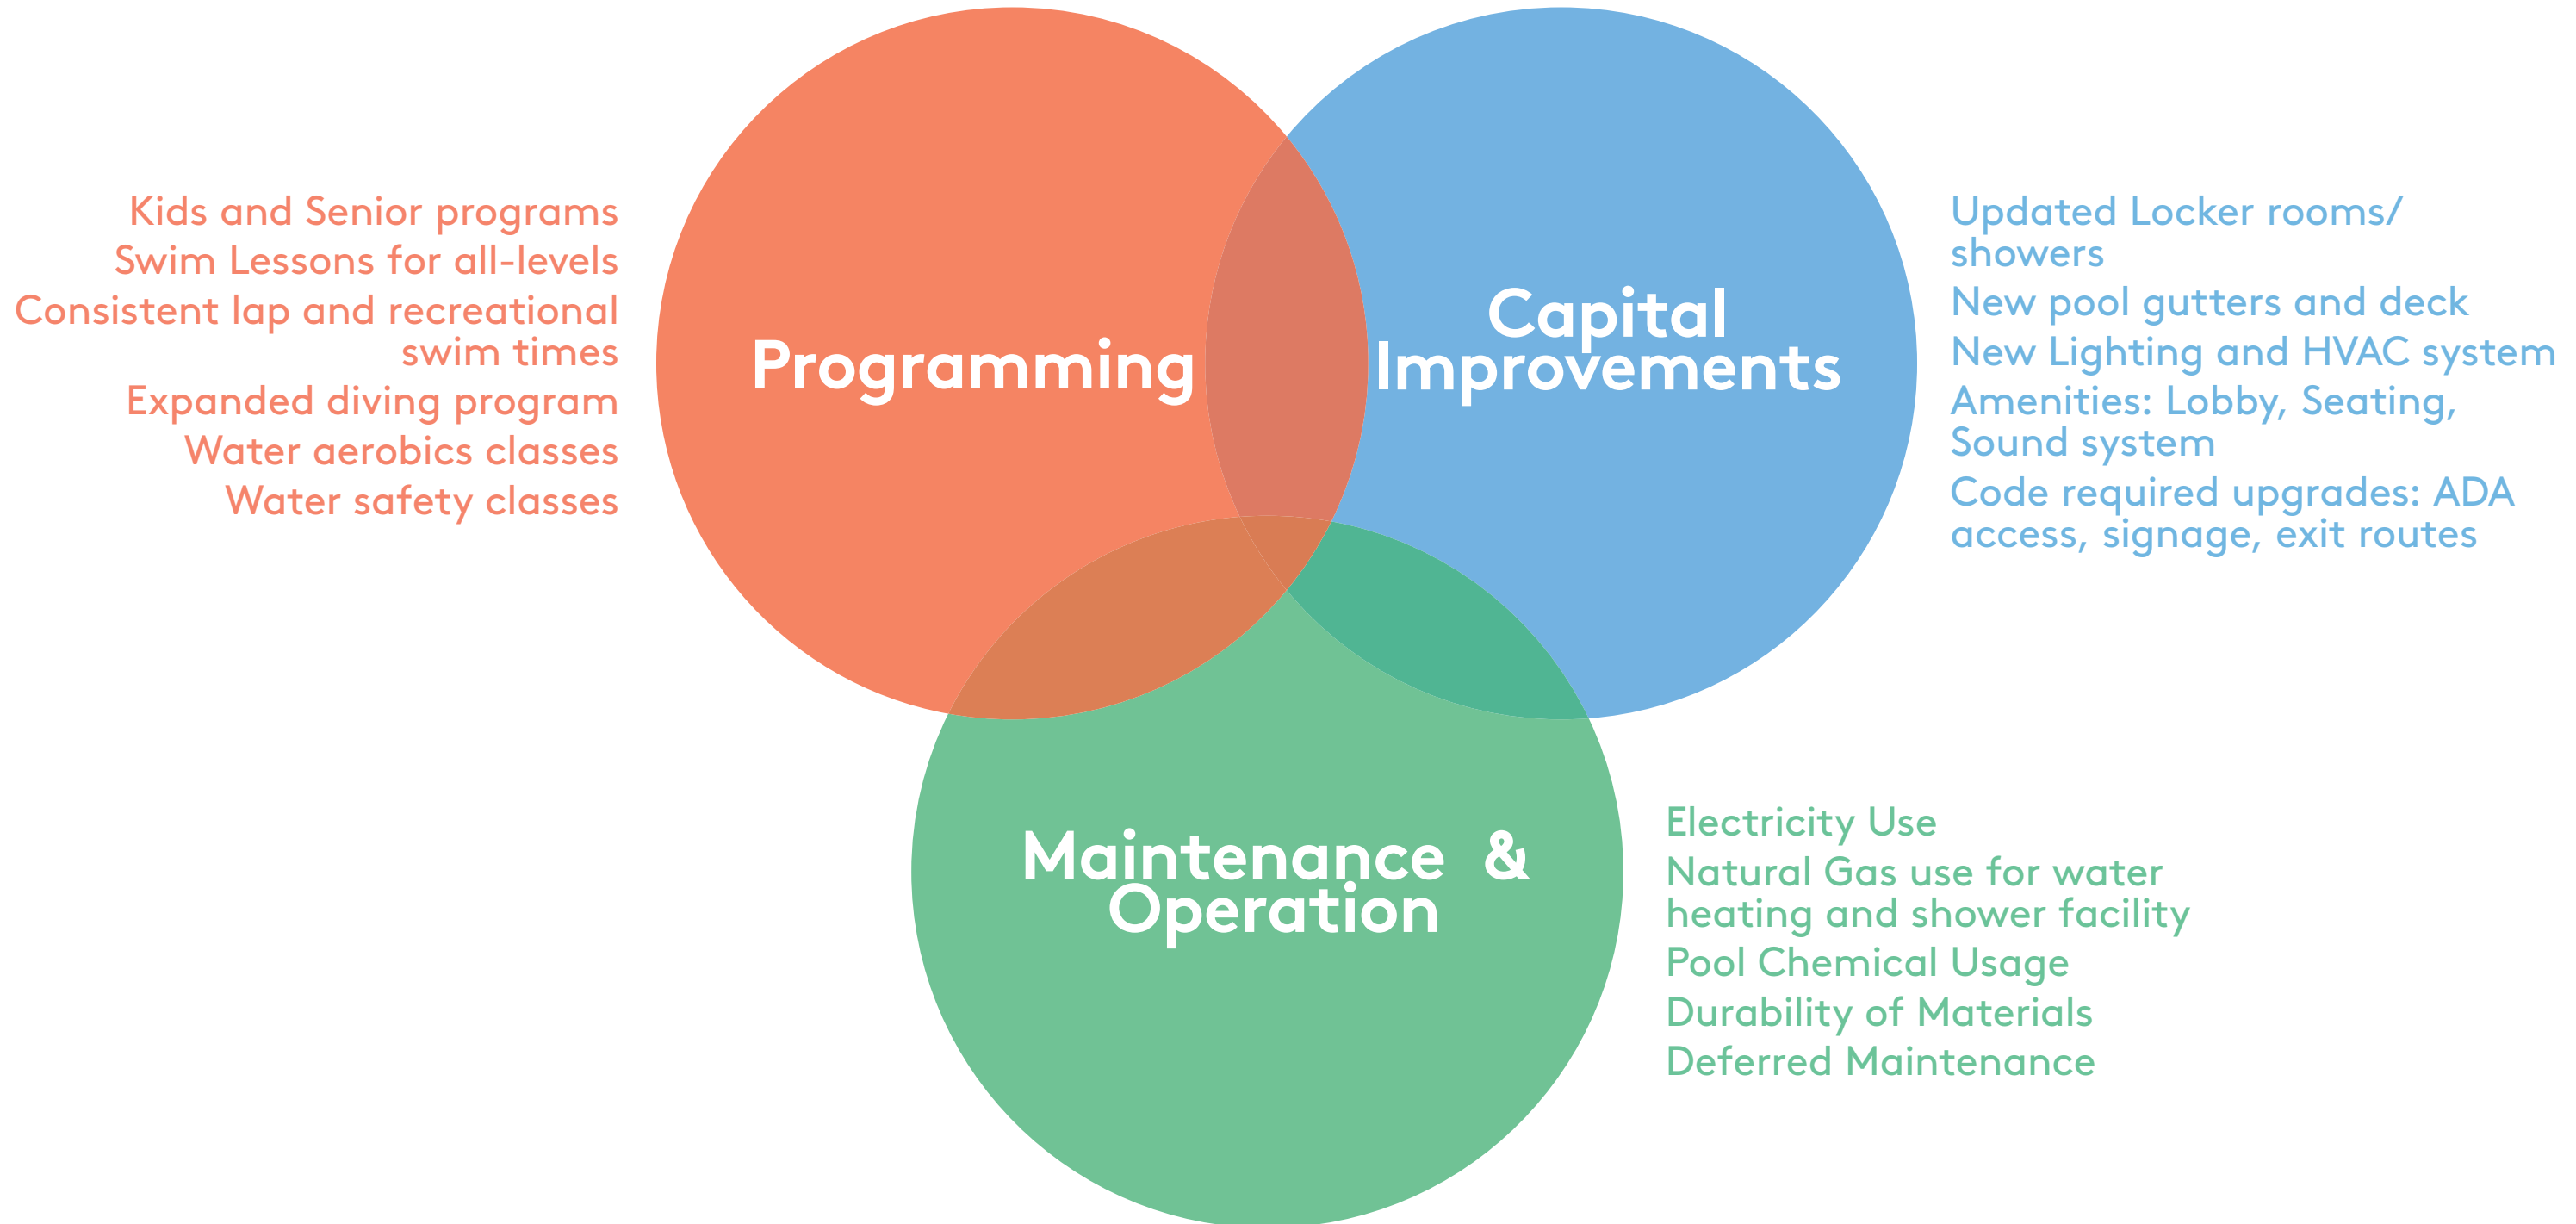 Kids and Senior programs
Swim Lessons for all-levels
Consistent lap and recreational
swim times
Expanded diving program
Water aerobics classes
Water safety classes
Programming
Capital
Improvements
Updated Locker rooms/
showers
New pool gutters and deck
New Lighting and HVAC system
Amenities: Lobby, Seating,
Sound system
Code required upgrades: ADA
access, signage, exit routes
Maintenance &
Operation
Electricity Use
Natural Gas use for water
heating and shower facility
Pool Chemical Usage
Durability of Materials
Deferred Maintenance